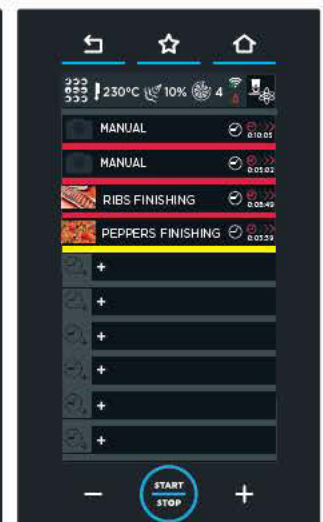 230°C 10% 4
MANUAL
0:10:05
MANUAL
0:05:02
RIBS FINISHING
0:08:49
PEPPERS FINISHING
0:03:39
+
+
+
+
+
+
− START +
STOP